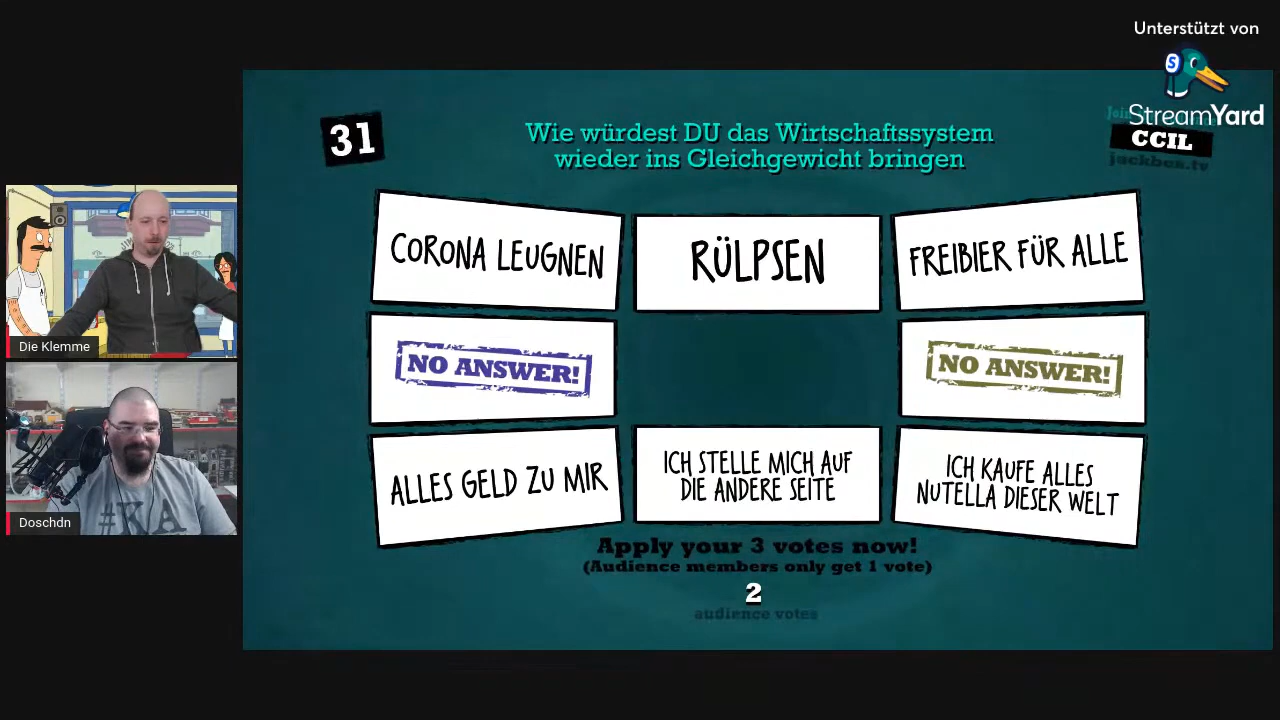 Unterstützt von
StreamYard
31
Wie würdest DU das Wirtschaftssystem
wieder ins Gleichgewicht bringen
CCIL
jackbox.tv
CORONA LEUGNEN
RÜLPSEN
FREIBIER FÜR ALLE
NO ANSWER!
NO ANSWER!
ALLES GELD ZU MIR
ICH STELLE MICH AUF
DIE ANDERE SEITE
ICH KAUFE ALLES
NUTELLA DIESER WELT
Apply your 3 votes now!
(Audience members only get 1 vote)
2
audience votes
Die Klemme
#KA
Doschdn